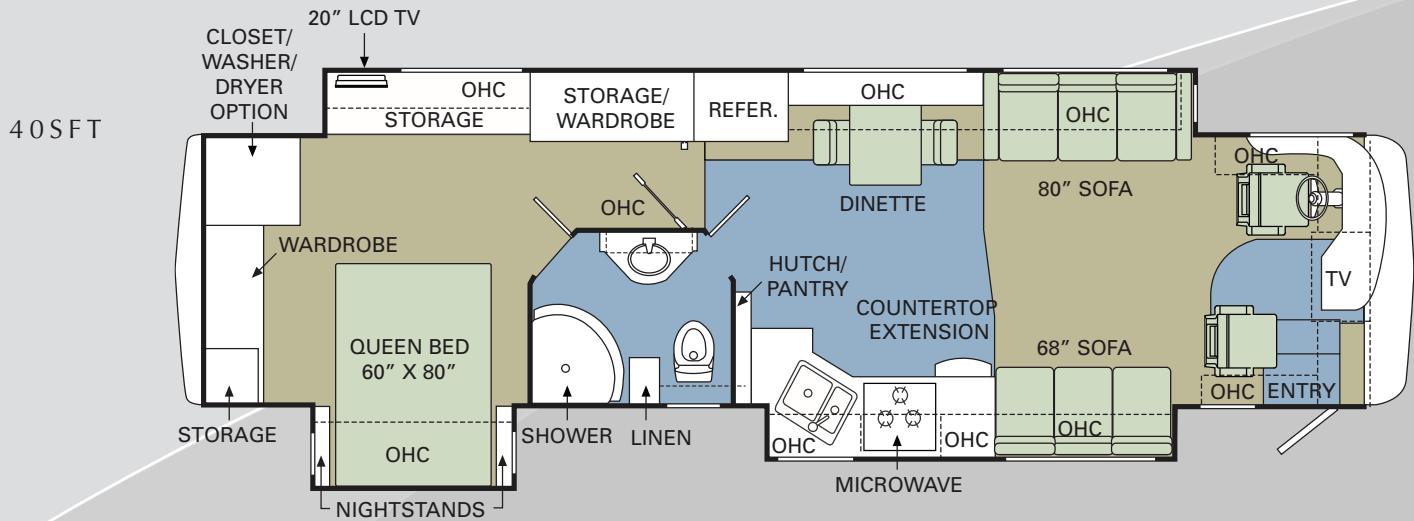 20” LCD TV
CLOSET/
WASHER/
DRYER
OPTION
40SFT
OHC
STORAGE
STORAGE/
WARDROBE
REFER.
OHC
OHC
OHC
80” SOFA
DINETTE
OHC
WARDROBE
HUTCH/
PANTRY
TV
COUNTERTOP
EXTENSION
QUEEN BED
60” X 80”
68” SOFA
OHC
ENTRY
STORAGE
SHOWER
LINEN
OHC
OHC
OHC
OHC
MICROWAVE
NIGHTSTANDS